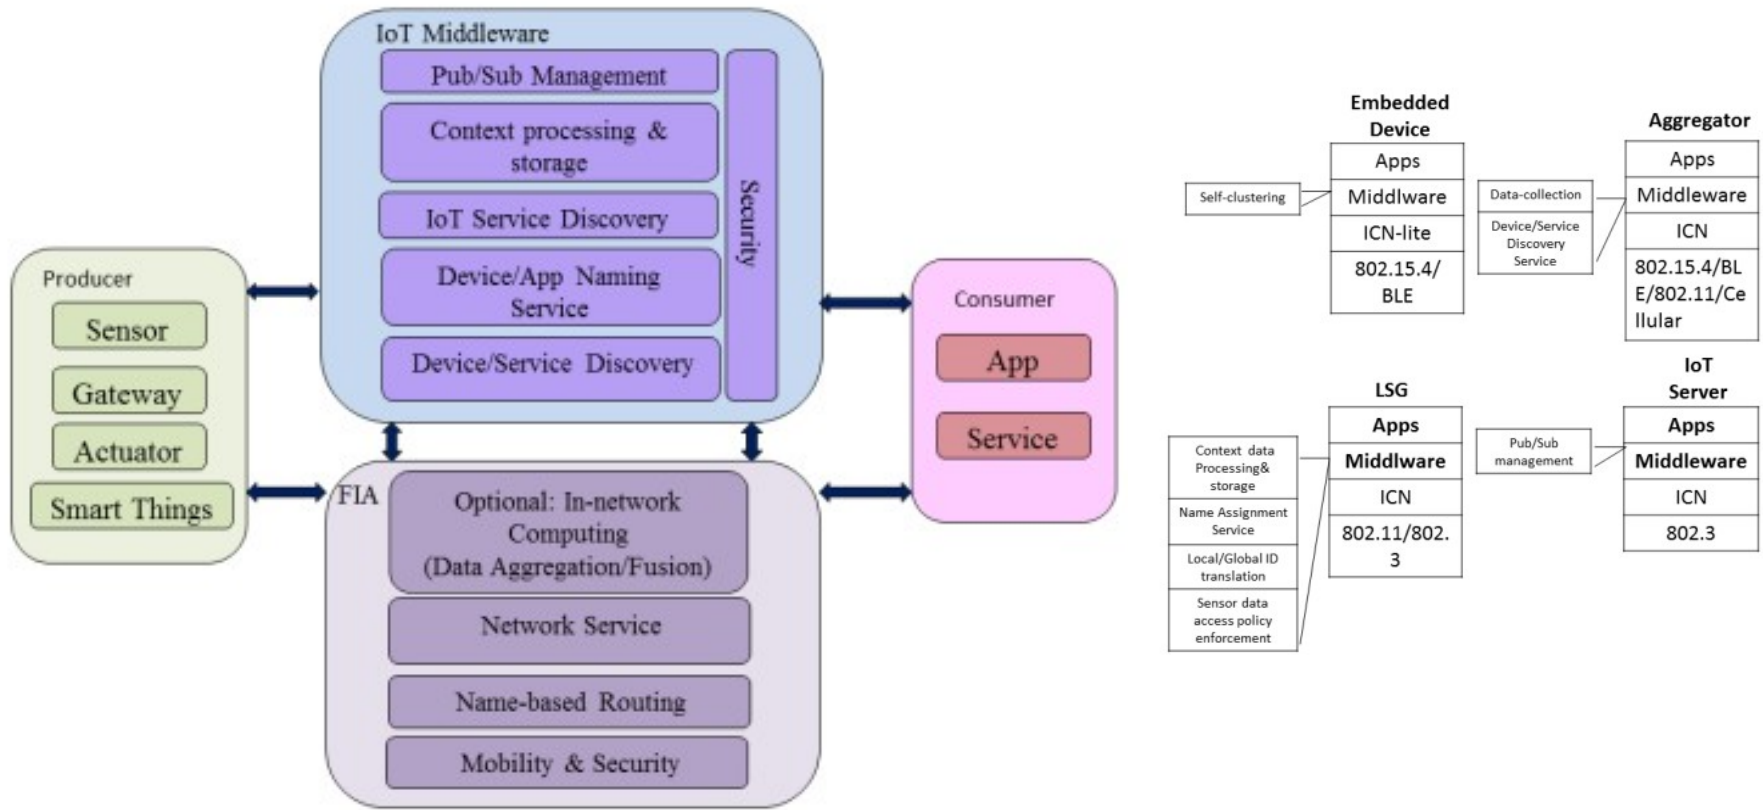 IoT Middleware
Pub/Sub Management
Context processing &
storage
IoT Service Discovery
Device/App Naming
Service
Device/Service Discovery
Security
Producer
Sensor
Gateway
Actuator
Smart Things
Consumer
App
Service
FIA
Optional: In-network
Computing
(Data Aggregation/Fusion)
Network Service
Name-based Routing
Mobility & Security
Embedded
Device
Apps
Middlware
ICN-lite
802.15.4/
BLE
Self-clustering
Aggregator
Apps
Middleware
ICN
802.15.4/BL
E/802.11/Ce
llular
Data-collection
Device/Service
Discovery
Service
LSG
Apps
Middlware
ICN
802.11/802.
3
Context data
Processing&
storage
Name Assignment
Service
Local/Global ID
translation
Sensor data
access policy
enforcement
IoT
Server
Apps
Middleware
ICN
802.3
Pub/Sub
management